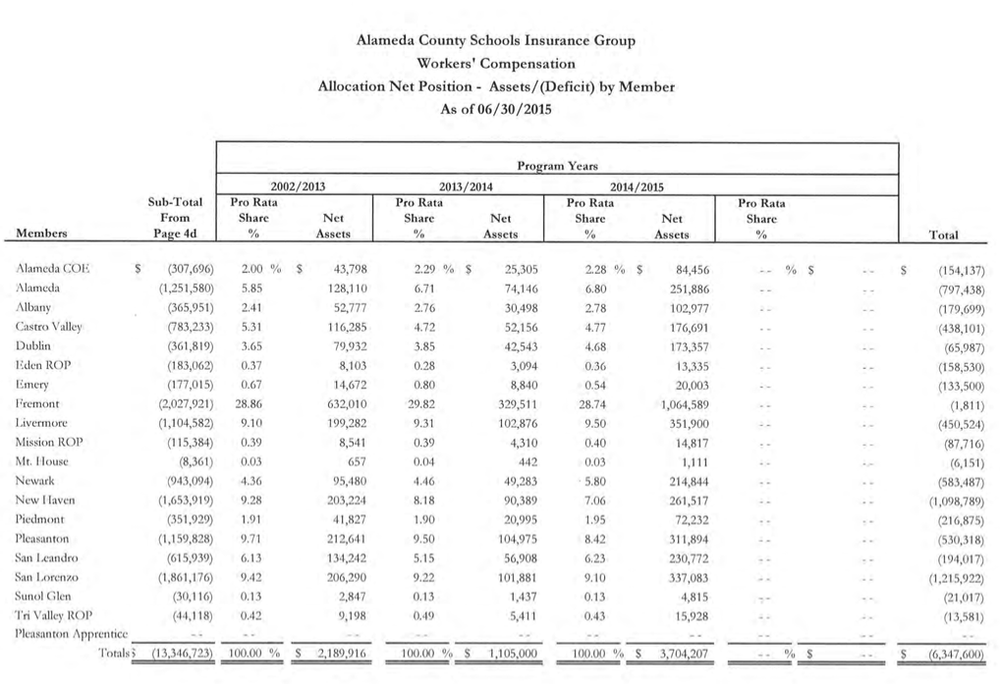 Alameda County Schools Insurance Group
Workers' Compensation
Allocation Net Position - Assets/(Deficit) by Member
As of 06/30/2015
Program Years
2002/2013 2013/2014 2014/2015
Sub-Total Pro Rata Pro Rata Pro Rata Pro Rata
From Share Net Share Net Share Net Share
Members Page 4d % Assets % Assets % Assets % Total
Alameda COE $ (307,696) 2.00 % $ 43,798 2.29 % $ 25,305 2.28 % $ 84,456 -- % $ -- $ (154,137)
Alameda (1,251,580) 5.85 128,110 6.71 74,146 6.80 251,886 -- -- (797,438)
Albany (365,951) 2.41 52,777 2.76 30,498 2.78 102,977 -- -- (179,699)
Castro Valley (783,233) 5.31 116,285 4.72 52,156 4.77 176,691 -- -- (438,101)
Dublin (361,819) 3.65 79,932 3.85 42,543 4.68 173,357 -- -- (65,987)
Eden ROP (183,062) 0.37 8,103 0.28 3,094 0.36 13,335 -- -- (158,530)
Emery (177,015) 0.67 14,672 0.80 8,840 0.54 20,003 -- -- (133,500)
Fremont (2,027,921) 28.86 632,010 29.82 329,511 28.74 1,064,589 -- -- (1,811)
Livermore (1,104,582) 9.10 199,282 9.31 102,876 9.50 351,900 -- -- (450,524)
Mission ROP (115,384) 0.39 8,541 0.39 4,310 0.40 14,817 -- -- (87,716)
Mt. House (8,361) 0.03 657 0.04 442 0.03 1,111 -- -- (6,151)
Newark (943,094) 4.36 95,480 4.46 49,283 5.80 214,844 -- -- (583,487)
New Haven (1,653,919) 9.28 203,224 8.18 90,389 7.06 261,517 -- -- (1,098,789)
Piedmont (351,929) 1.91 41,827 1.90 20,995 1.95 72,232 -- -- (216,875)
Pleasanton (1,159,828) 9.71 212,641 9.50 104,975 8.42 311,894 -- -- (530,318)
San Leandro (615,939) 6.13 134,242 5.15 56,908 6.23 230,772 -- -- (194,017)
San Lorenzo (1,861,176) 9.42 206,290 9.22 101,881 9.10 337,083 -- -- (1,215,922)
Sunol Glen (30,116) 0.13 2,847 0.13 1,437 0.13 4,815 -- -- (21,017)
Tri Valley ROP (44,118) 0.42 9,198 0.49 5,411 0.43 15,928 -- -- (13,581)
Pleasanton Apprentice -- -- -- -- -- -- -- -- -- --
Totals $ (13,346,723) 100.00 % $ 2,189,916 100.00 % $ 1,105,000 100.00 % $ 3,704,207 -- % $ -- $ (6,347,600)